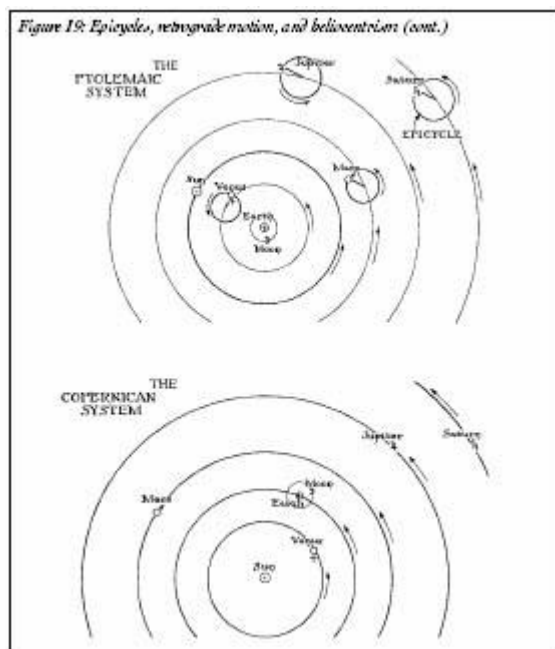 Figure 19: Epicycles, retrograde motion, and heliocentrism (cont.)
THE
PTOLEMAIC
SYSTEM
Jupiter
Saturn
EPICYCLE
Mars
Sun
Venus
Earth
Moon
THE
COPERNICAN
SYSTEM
Jupiter
Saturn
Mars
Moon
Earth
Venus
Sun